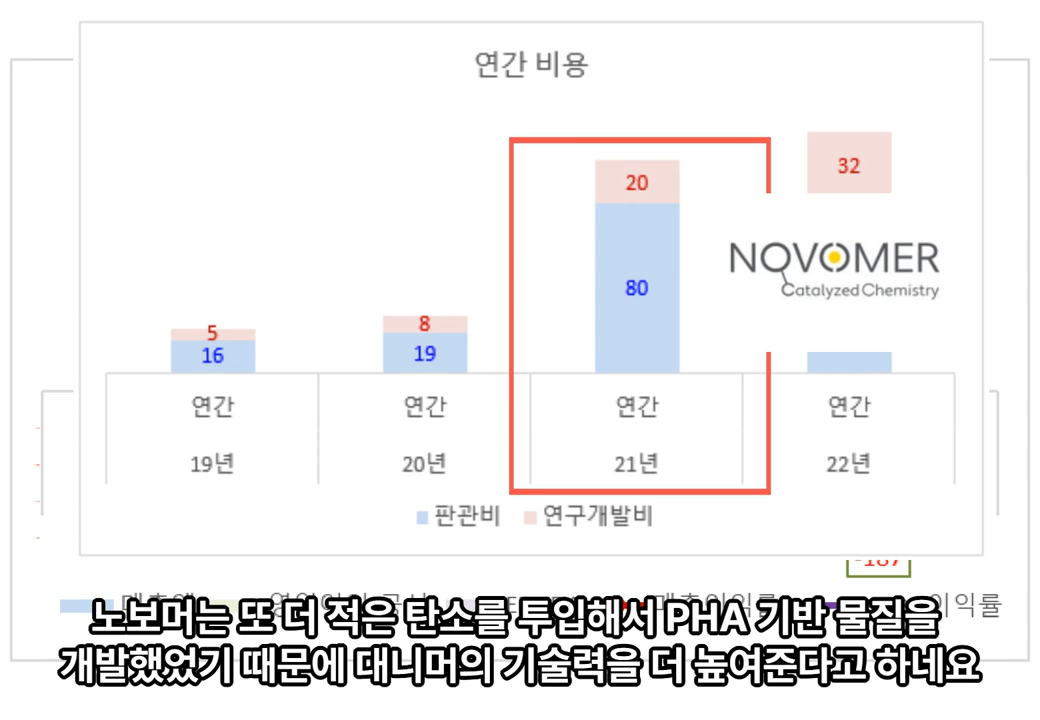 연간 비용
32
20
NOVOMER
Catalyzed Chemistry
80
5
16
8
19
연간 연간 연간 연간
19년 20년 21년 22년
판관비 연구개발비
노보머는 또 더 적은 탄소를 투입해서 PHA 기반 물질을
개발했었기 때문에 대니머의 기술력을 더 높여준다고 하네요